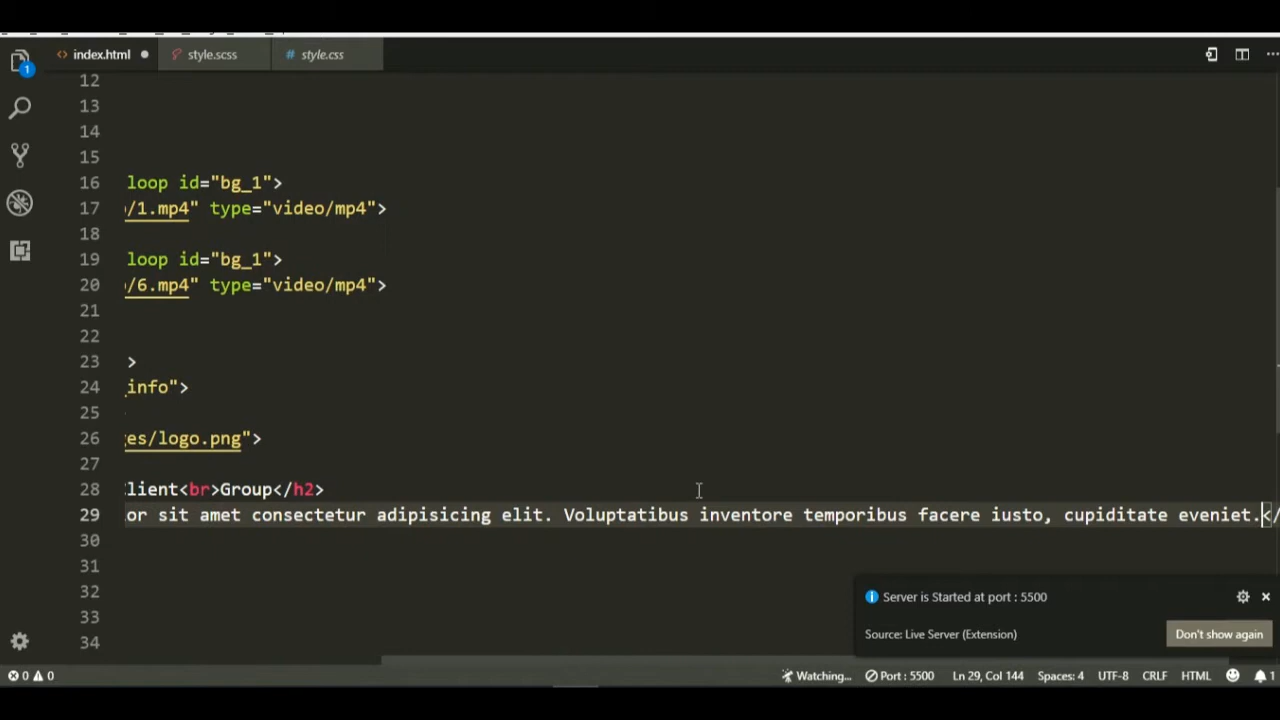 index.html
style.scss
style.css
1
12
13
14
15
16 loop id="bg_1">
17 /1.mp4" type="video/mp4">
18
19 loop id="bg_1">
20 /6.mp4" type="video/mp4">
21
22
23 >
24 _info">
25
26 es/logo.png">
27
28 lient<br>Group</h2>
29 or sit amet consectetur adipisicing elit. Voluptatibus inventore temporibus facere iusto, cupiditate eveniet.</
30
31
32
33
34
Server is Started at port : 5500
Source: Live Server (Extension)
Don't show again
0 0
Watching...
Port : 5500
Ln 29, Col 144
Spaces: 4
UTF-8
CRLF
HTML
1